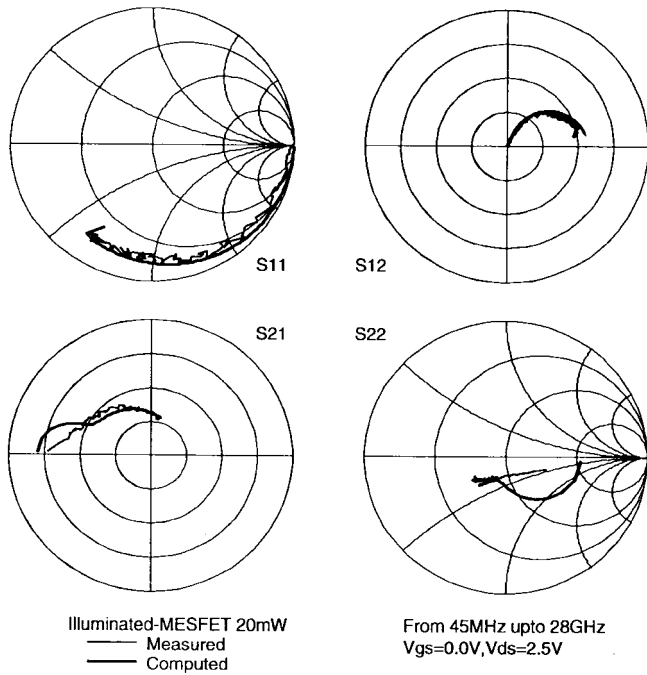 S11
S12
S21
S22
Illuminated-MESFET 20mW
Measured
Computed
From 45MHz upto 28GHz
Vgs=0.0V,Vds=2.5V